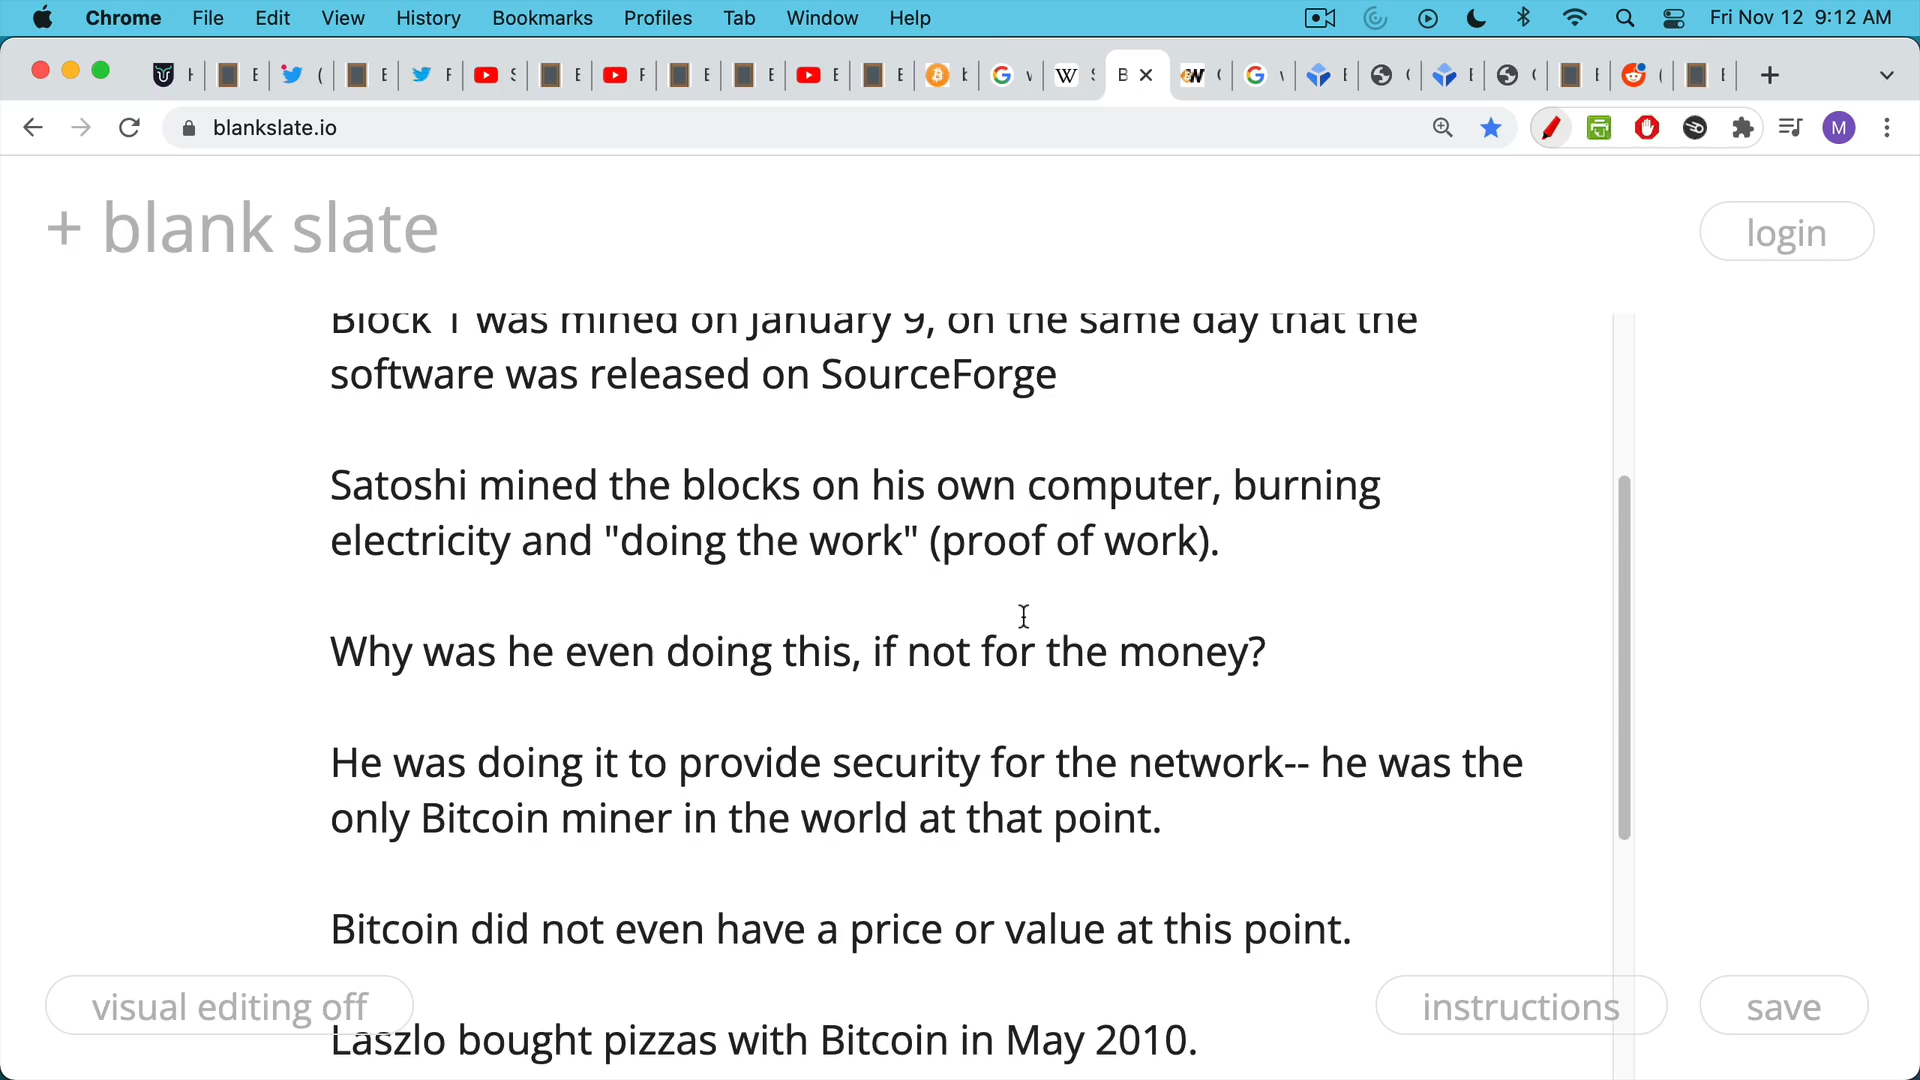 Chrome File Edit View History Bookmarks Profiles Tab Window Help Fri Nov 12 9:12 AM
blankslate.io
M
+ blank slate
login
Block 1 was mined on January 9, on the same day that the
software was released on SourceForge
Satoshi mined the blocks on his own computer, burning
electricity and "doing the work" (proof of work).
Why was he even doing this, if not for the money?
He was doing it to provide security for the network-- he was the
only Bitcoin miner in the world at that point.
Bitcoin did not even have a price or value at this point.
visual editing off
instructions
save
Laszlo bought pizzas with Bitcoin in May 2010.